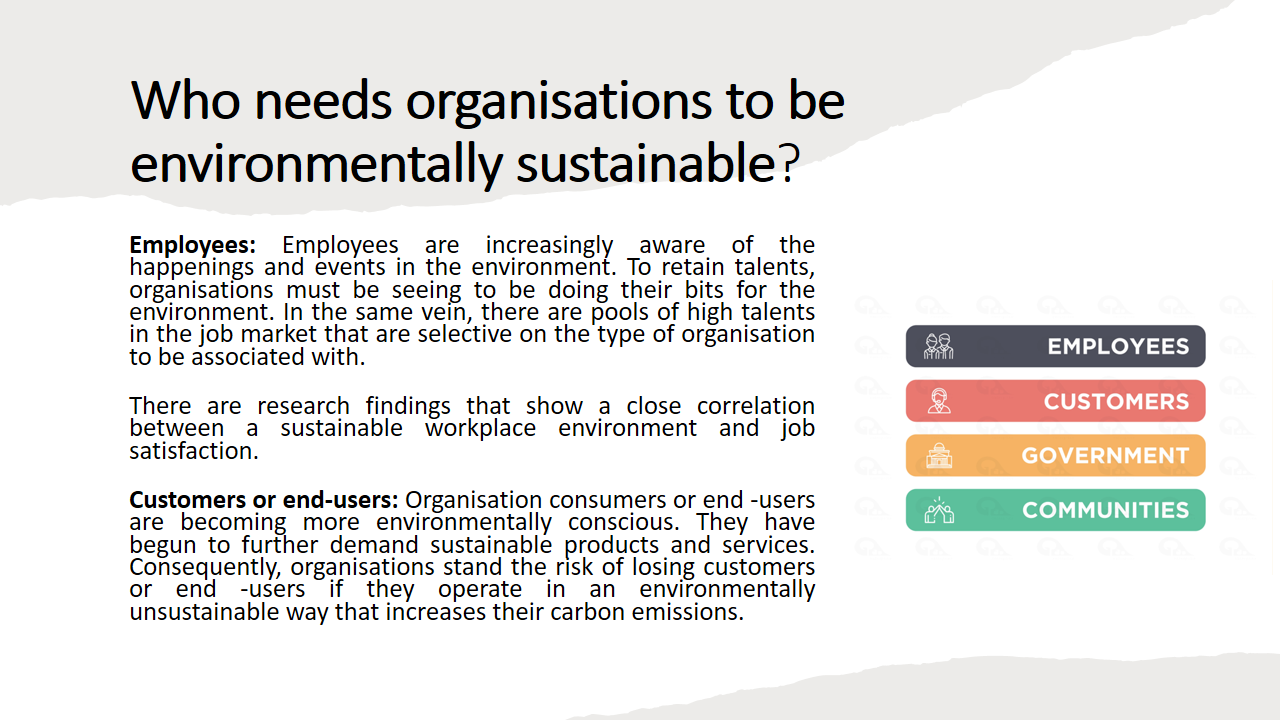 Who needs organisations to be
environmentally sustainable?
Employees: Employees are increasingly aware of the
happenings and events in the environment. To retain talents,
organisations must be seeing to be doing their bits for the
environment. In the same vein, there are pools of high talents
in the job market that are selective on the type of organisation
to be associated with.
There are research findings that show a close correlation
between a sustainable workplace environment and job
satisfaction.
Customers or end-users: Organisation consumers or end -users
are becoming more environmentally conscious. They have
begun to further demand sustainable products and services.
Consequently, organisations stand the risk of losing customers
or end -users if they operate in an environmentally
unsustainable way that increases their carbon emissions.
EMPLOYEES
CUSTOMERS
GOVERNMENT
COMMUNITIES